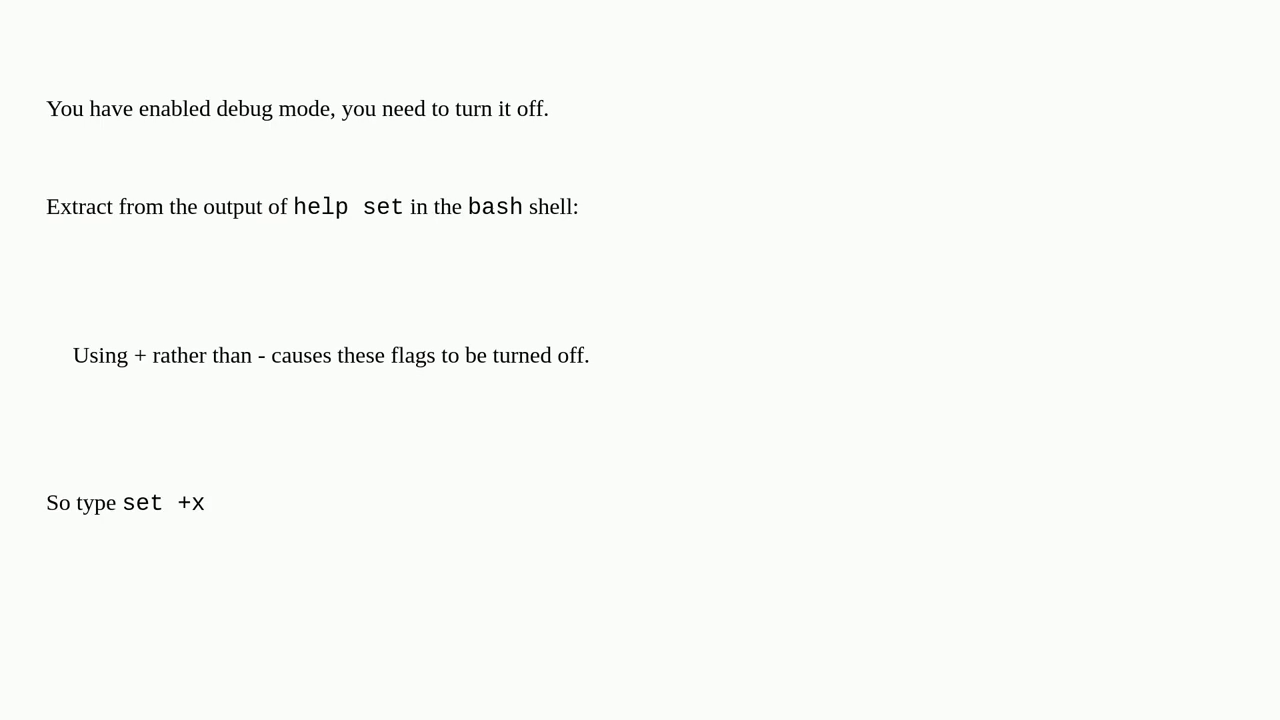 You have enabled debug mode, you need to turn it off.
Extract from the output of help set in the bash shell:
Using + rather than - causes these flags to be turned off.
So type set +x